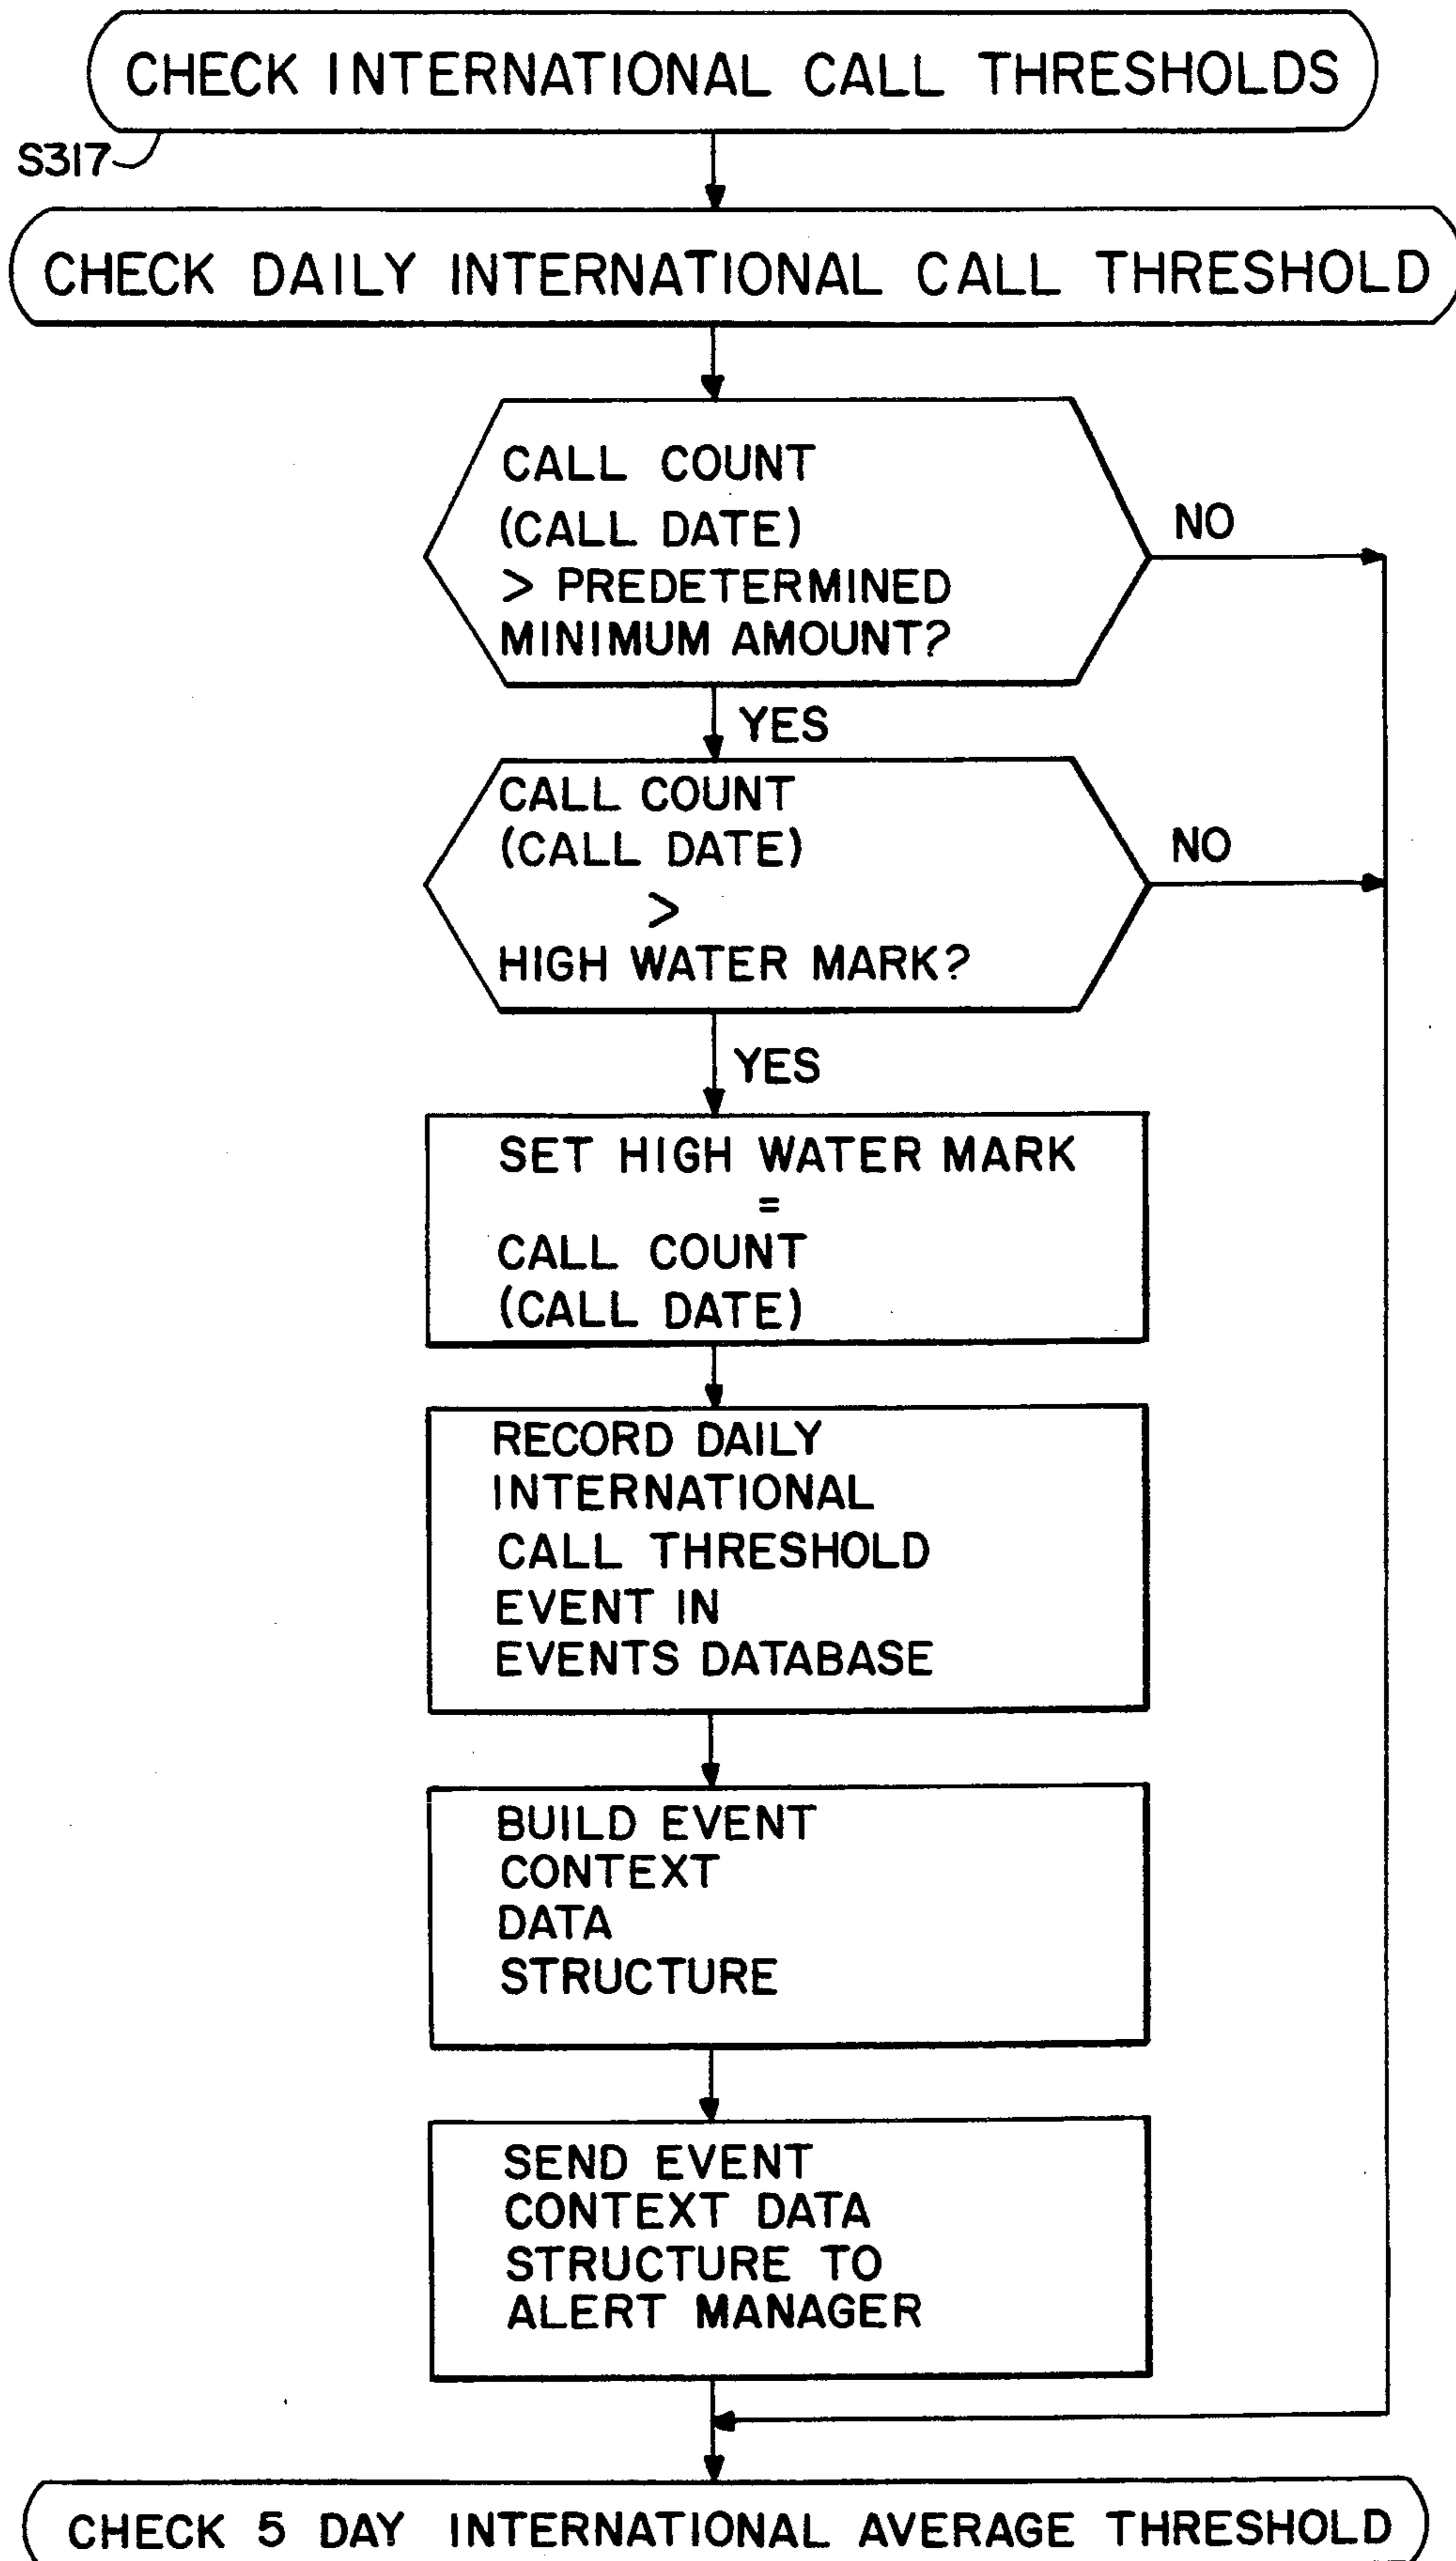 CHECK INTERNATIONAL CALL THRESHOLDS
S317
CHECK DAILY INTERNATIONAL CALL THRESHOLD
CALL COUNT
(CALL DATE)
> PREDETERMINED
MINIMUM AMOUNT?
NO
YES
CALL COUNT
(CALL DATE)
>
HIGH WATER MARK?
NO
YES
SET HIGH WATER MARK
=
CALL COUNT
(CALL DATE)
RECORD DAILY
INTERNATIONAL
CALL THRESHOLD
EVENT IN
EVENTS DATABASE
BUILD EVENT
CONTEXT
DATA
STRUCTURE
SEND EVENT
CONTEXT DATA
STRUCTURE TO
ALERT MANAGER
CHECK 5 DAY INTERNATIONAL AVERAGE THRESHOLD